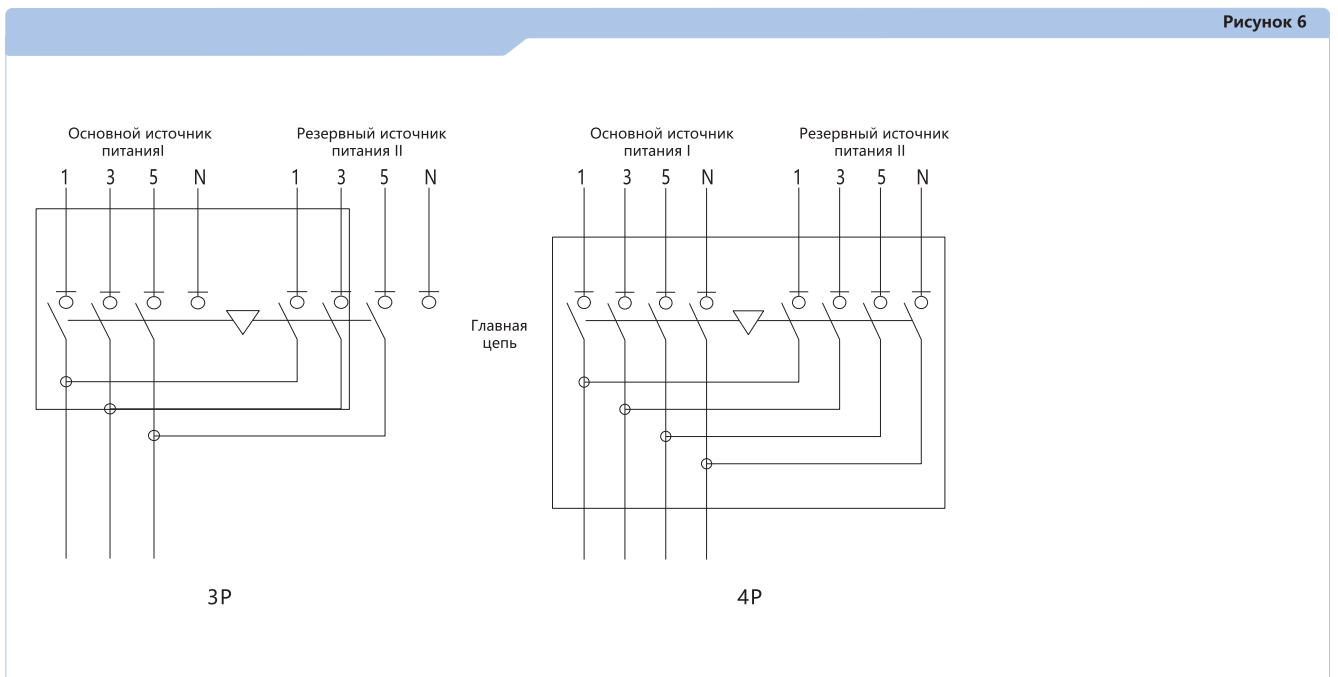 Рисунок 6
Основной источник
питанияI
Резервный источник
питания II
1 3 5 N 1 3 5 N
Основной источник
питания I
Резервный источник
питания II
1 3 5 N 1 3 5 N
Главная
цепь
3P
4P